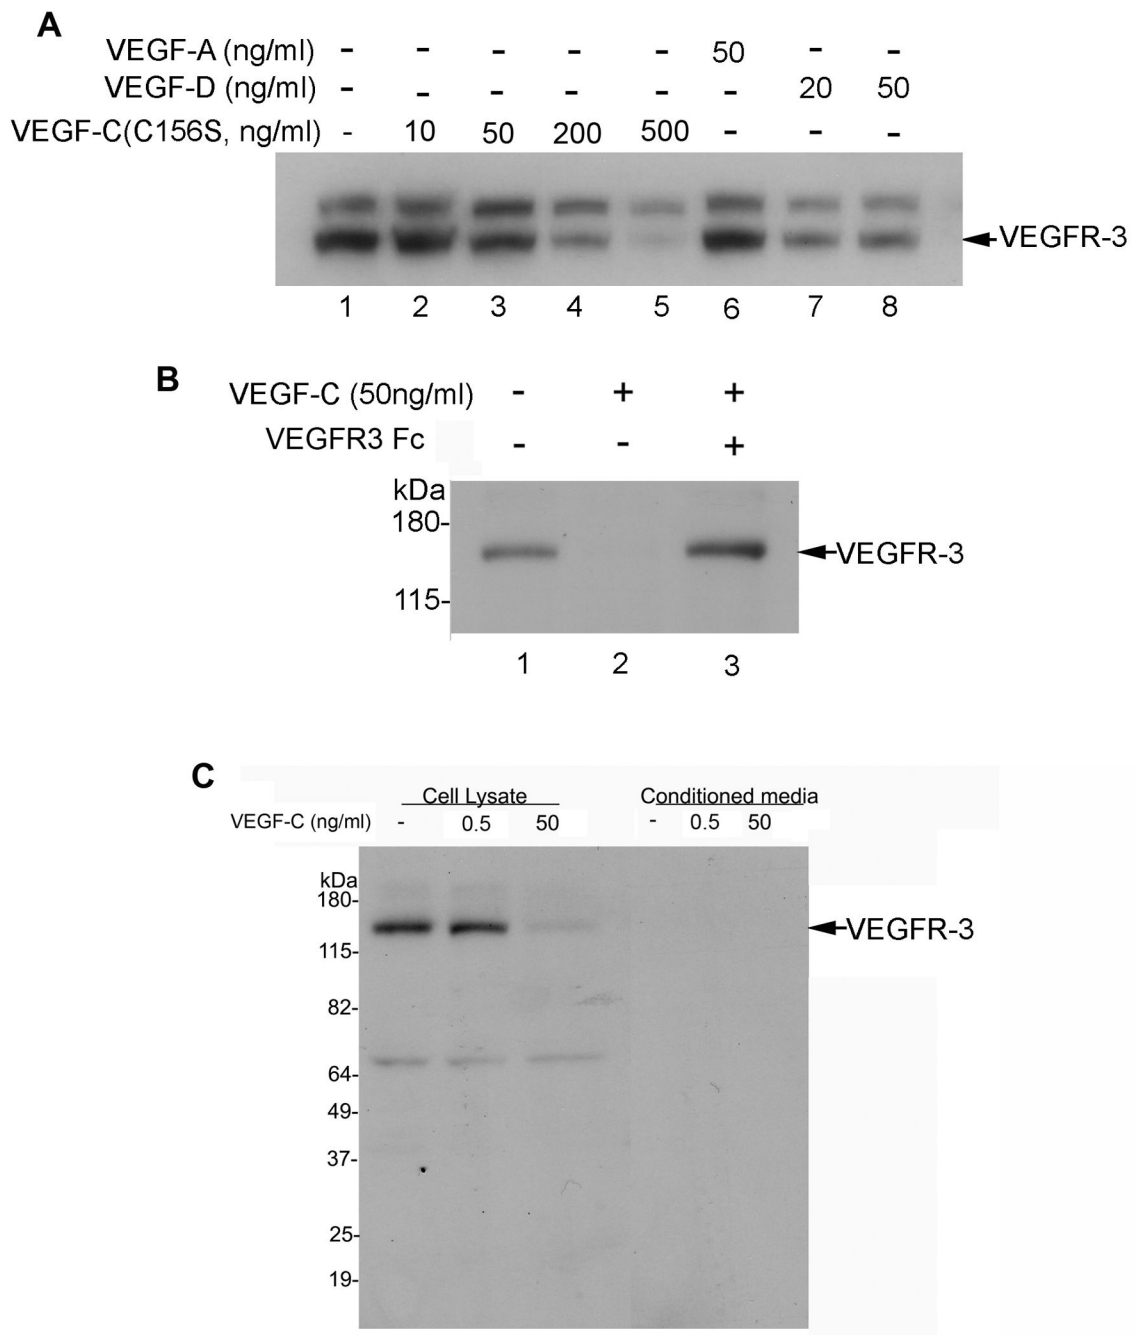 A
VEGF-A (ng/ml) - - - - - 50 - -
VEGF-D (ng/ml) - - - - - - 20 50
VEGF-C(C156S, ng/ml) - 10 50 200 500 - - -
VEGFR-3
1 2 3 4 5 6 7 8
B
VEGF-C (50ng/ml) - + +
VEGFR3 Fc - - +
kDa
180-
VEGFR-3
115-
1 2 3
C
Cell Lysate Conditioned media
VEGF-C (ng/ml) - 0.5 50 - 0.5 50
kDa
180-
VEGFR-3
115-
82-
64-
49-
37-
25-
19-